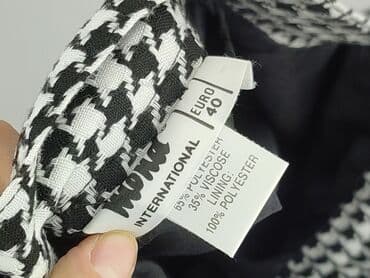 INTERNATIONAL
EURO
40
65% POLYESTER
35% VISCOSE
LINING:
100% POLYESTER